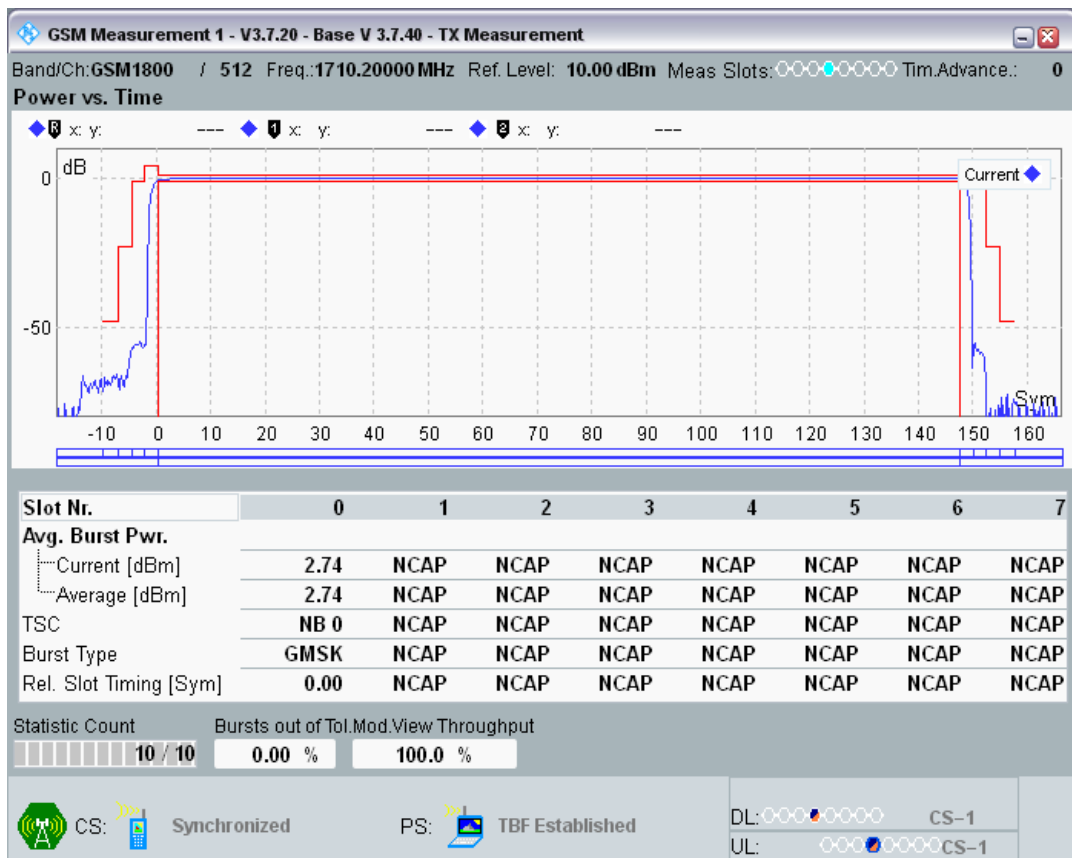 GSM Measurement 1 - V3.7.20 - Base V 3.7.40 - TX Measurement
Band/Ch:GSM1800 / 512 Freq.:1710.20000 MHz Ref. Level: 10.00 dBm Meas Slots: Tim.Advance.: 0
Power vs. Time
R x: y: --- 1 x: y: --- 2 x: y: ---
dB
0
Current
-50
Sym
-10 0 10 20 30 40 50 60 70 80 90 100 110 120 130 140 150 160
Slot Nr. 0 1 2 3 4 5 6 7
Avg. Burst Pwr.
Current [dBm] 2.74 NCAP NCAP NCAP NCAP NCAP NCAP NCAP
Average [dBm] 2.74 NCAP NCAP NCAP NCAP NCAP NCAP NCAP
TSC NB 0 NCAP NCAP NCAP NCAP NCAP NCAP NCAP
Burst Type GMSK NCAP NCAP NCAP NCAP NCAP NCAP NCAP
Rel. Slot Timing [Sym] 0.00 NCAP NCAP NCAP NCAP NCAP NCAP NCAP
Statistic Count Bursts out of Tol.Mod.View Throughput
10 / 10 0.00 % 100.0 %
CS: Synchronized PS: TBF Established
DL: CS-1
UL: CS-1